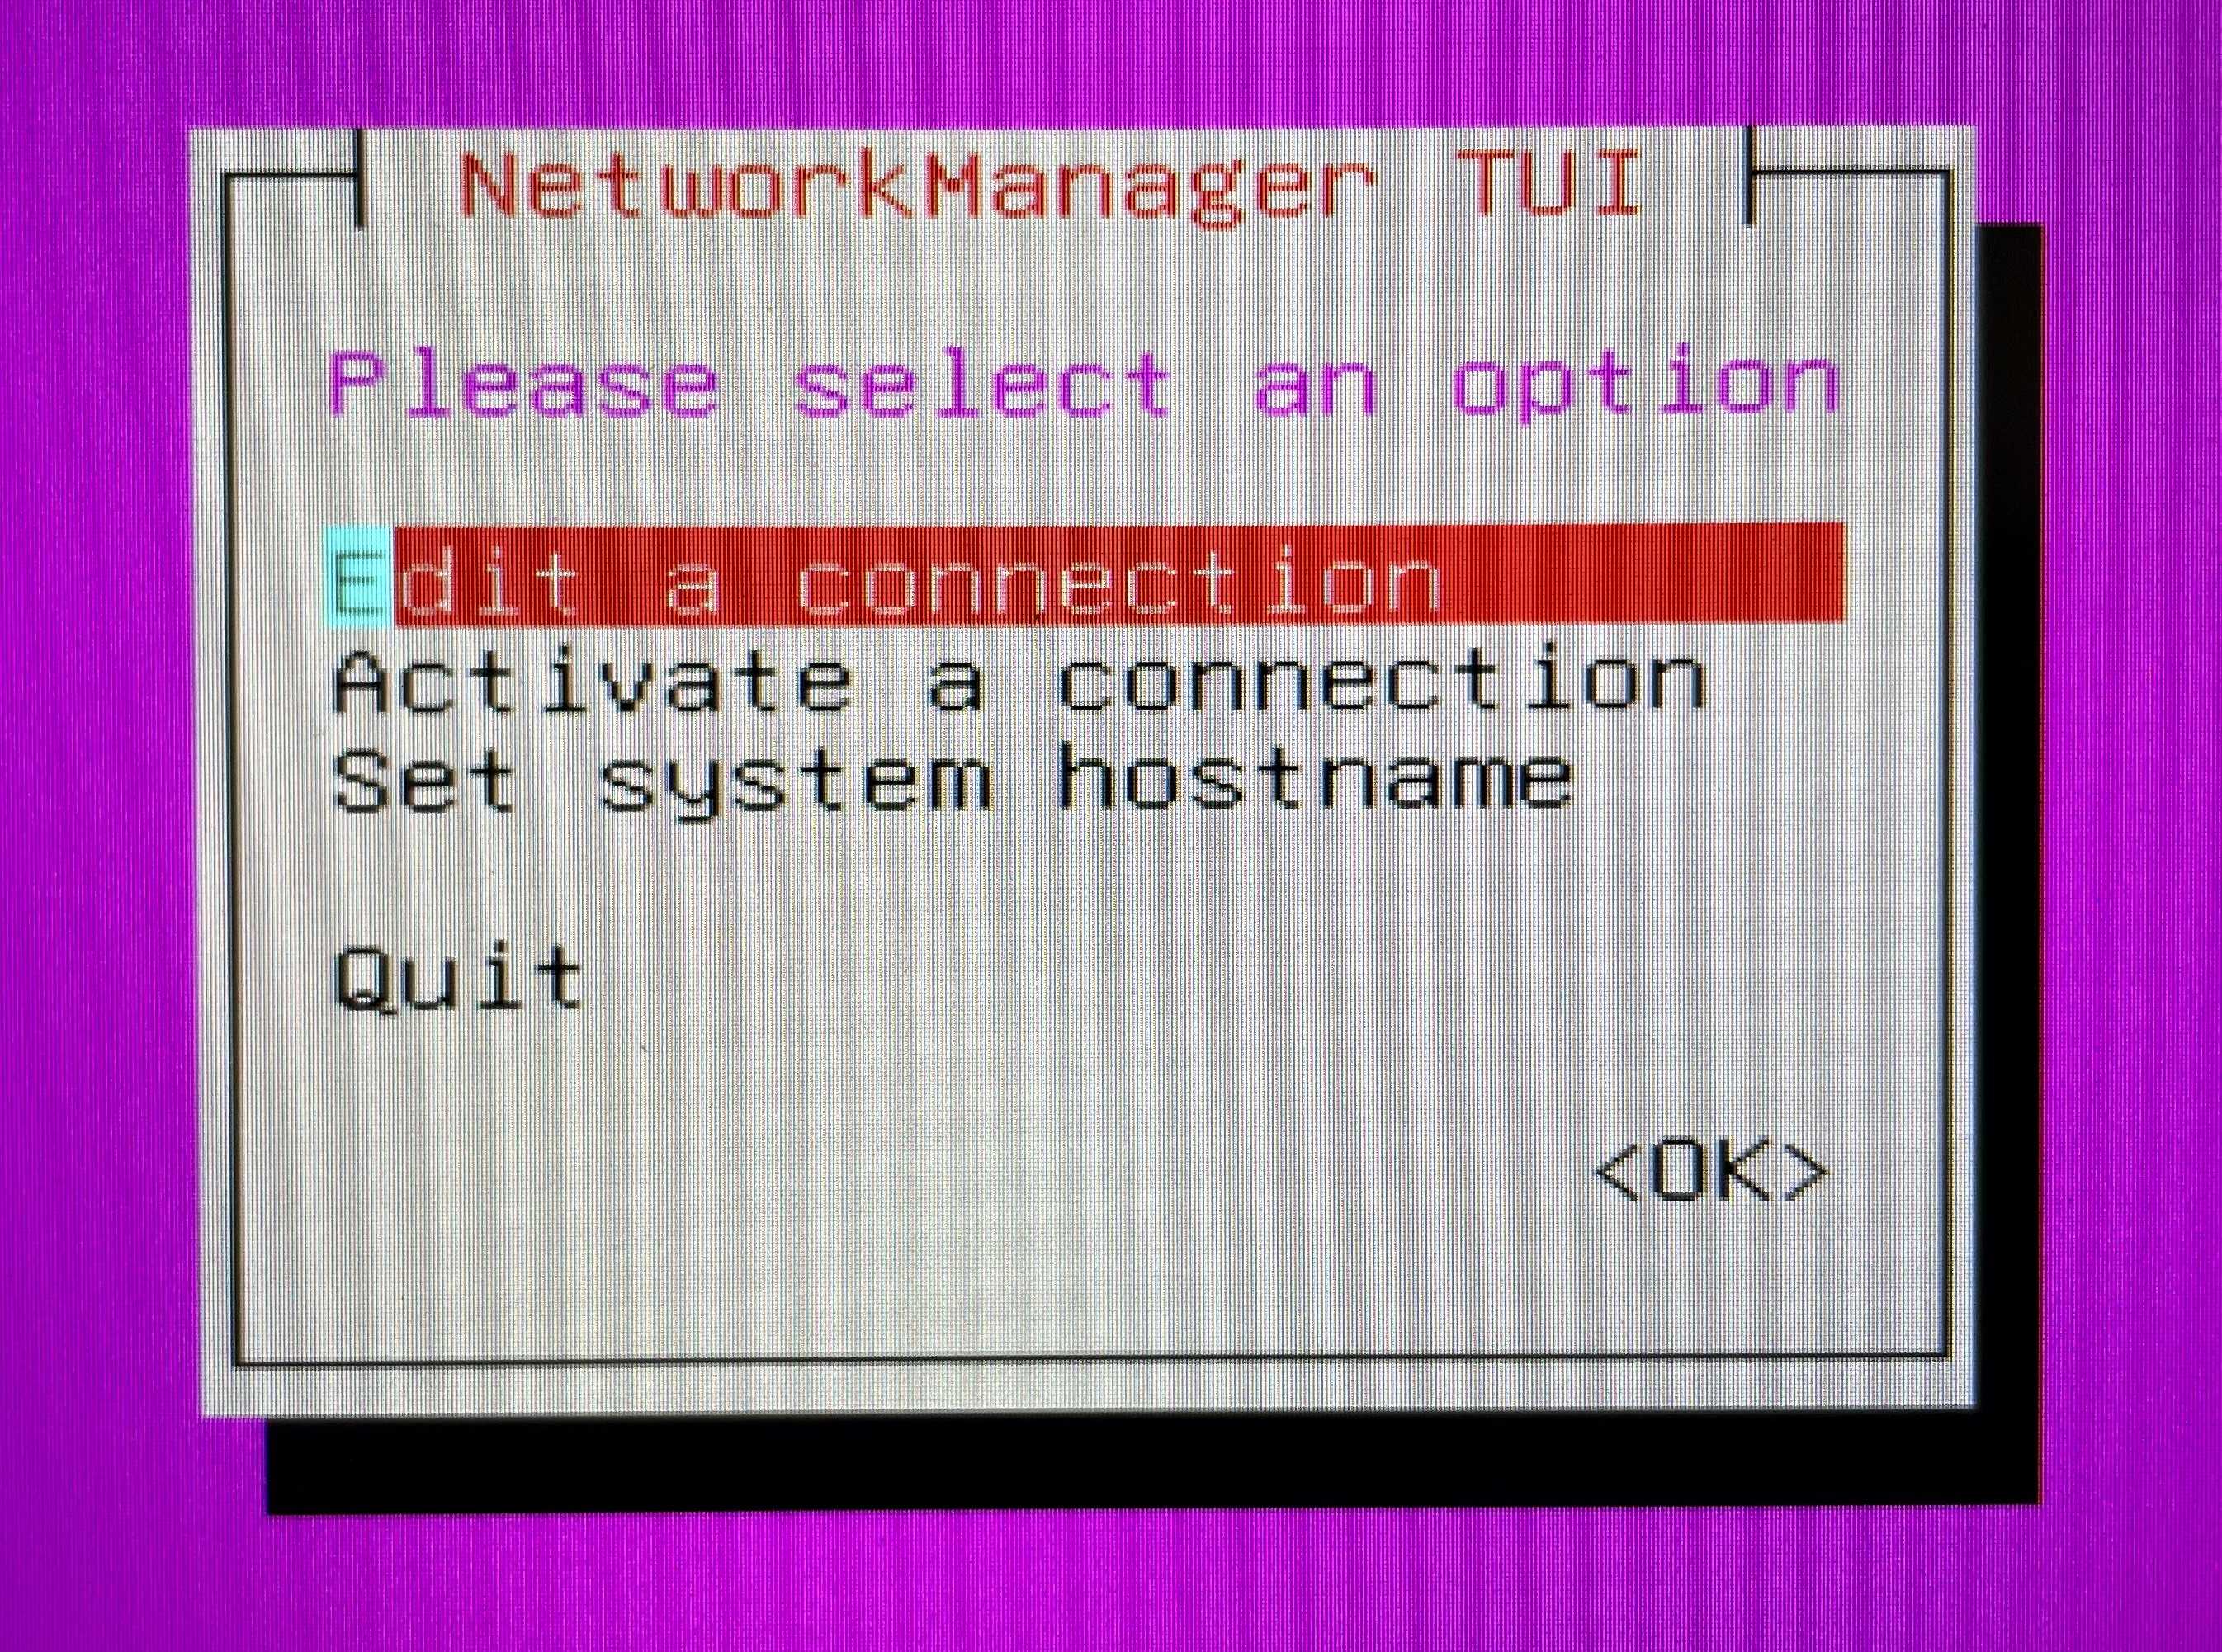 NetworkManager TUI
Please select an option
Edit a connection
Activate a connection
Set system hostname
Quit
<OK>